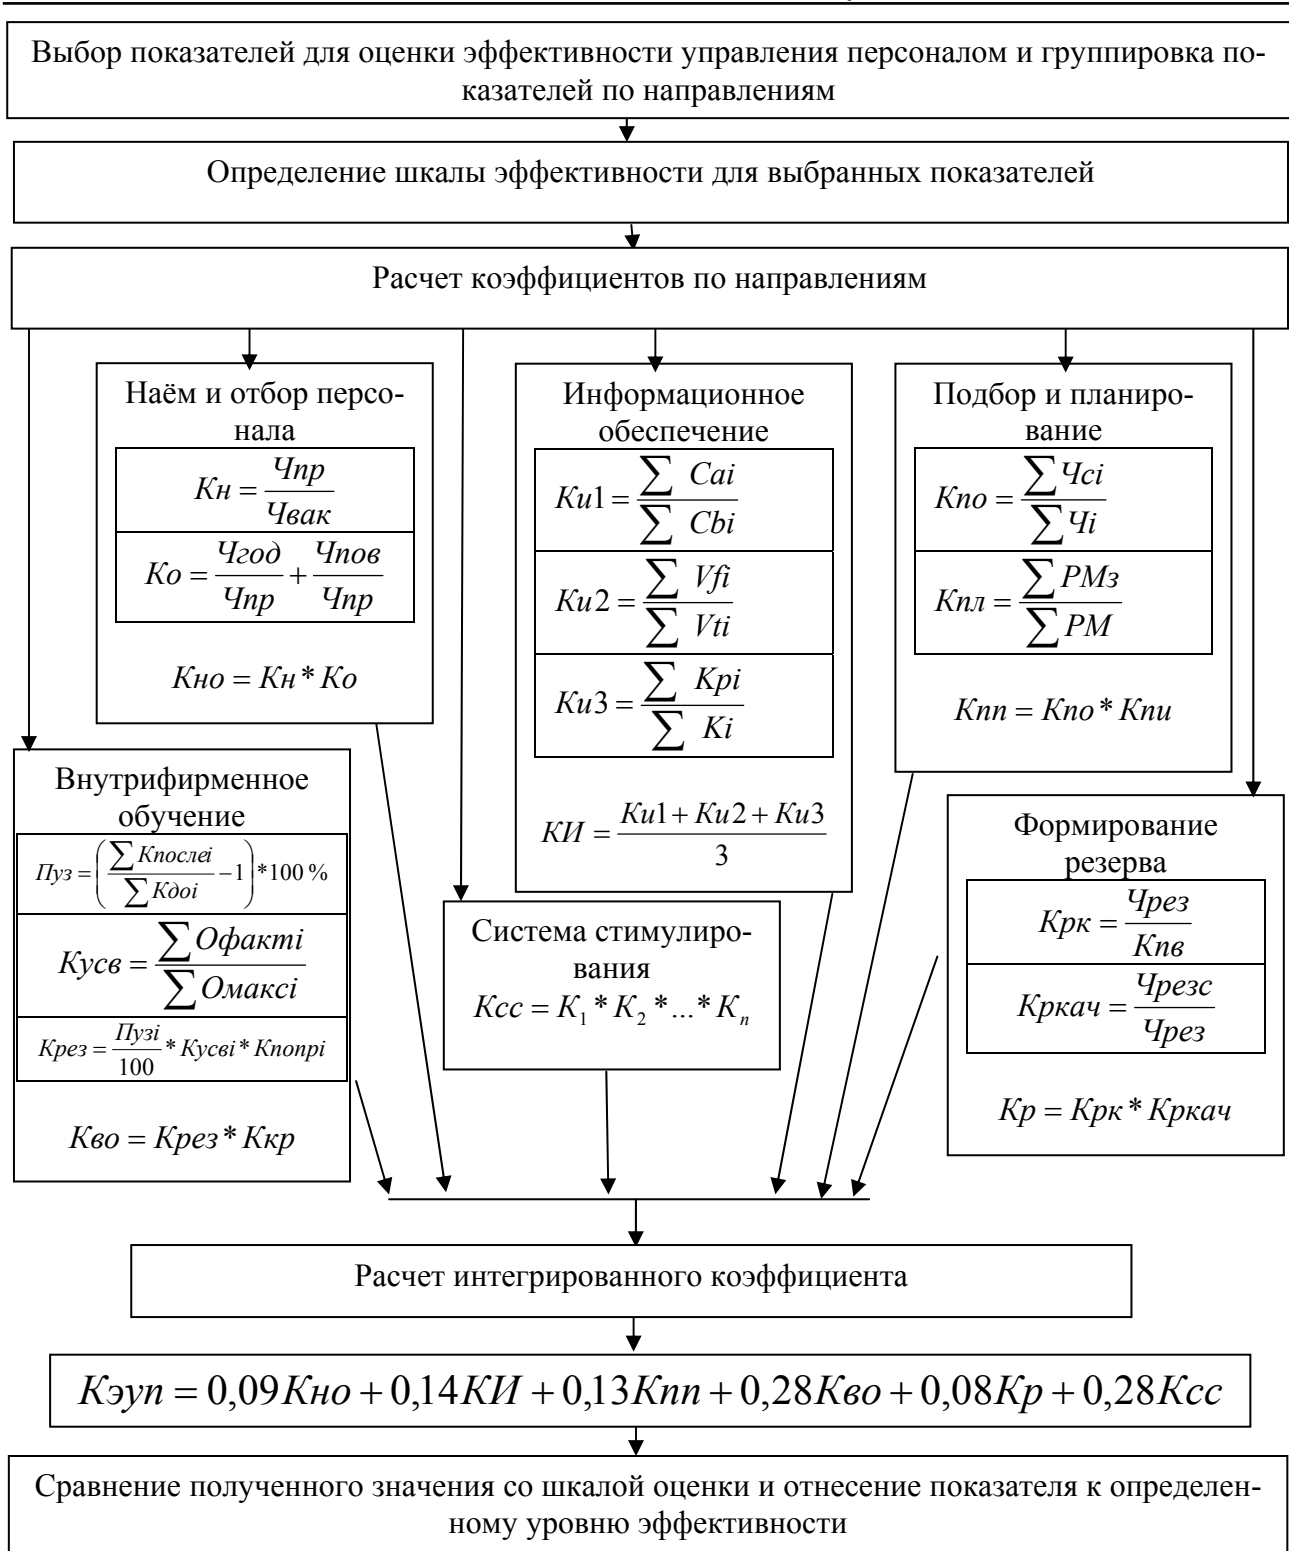 Выбор показателей для оценки эффективности управления персоналом и группировка по-
казателей по направлениям
Определение шкалы эффективности для выбранных показателей
Расчет коэффициентов по направлениям
Наём и отбор персо-
нала
Кн = Чпр / Чвак
Ко = Чгод / Чпр + Чпов / Чпр
Кно = Кн * Ко
Информационное
обеспечение
Ки1 = ∑ Cai / ∑ Cbi
Ки2 = ∑ Vfi / ∑ Vti
Ки3 = ∑ Kpi / ∑ Ki
КИ = (Ки1 + Ки2 + Ки3) / 3
Подбор и планиро-
вание
Кпо = ∑ Чсi / ∑ Чi
Кпл = ∑ РМз / ∑ РМ
Кпп = Кпо * Кпи
Внутрифирменное
обучение
Пуз = (∑ Кпослеi / ∑ Кдоi − 1) * 100 %
Кусв = ∑ Офактi / ∑ Омаксi
Крез = Пузi / 100 * Кусвi * Кпопрi
Кво = Крез * Ккр
Система стимулиро-
вания
Ксс = К₁ * К₂ * ... * Кₙ
Формирование
резерва
Крк = Чрез / Кпв
Кркач = Чрезс / Чрез
Кр = Крк * Кркач
Расчет интегрированного коэффициента
Кэуп = 0,09Кно + 0,14КИ + 0,13Кпп + 0,28Кво + 0,08Кр + 0,28Ксс
Сравнение полученного значения со шкалой оценки и отнесение показателя к определен-
ному уровню эффективности